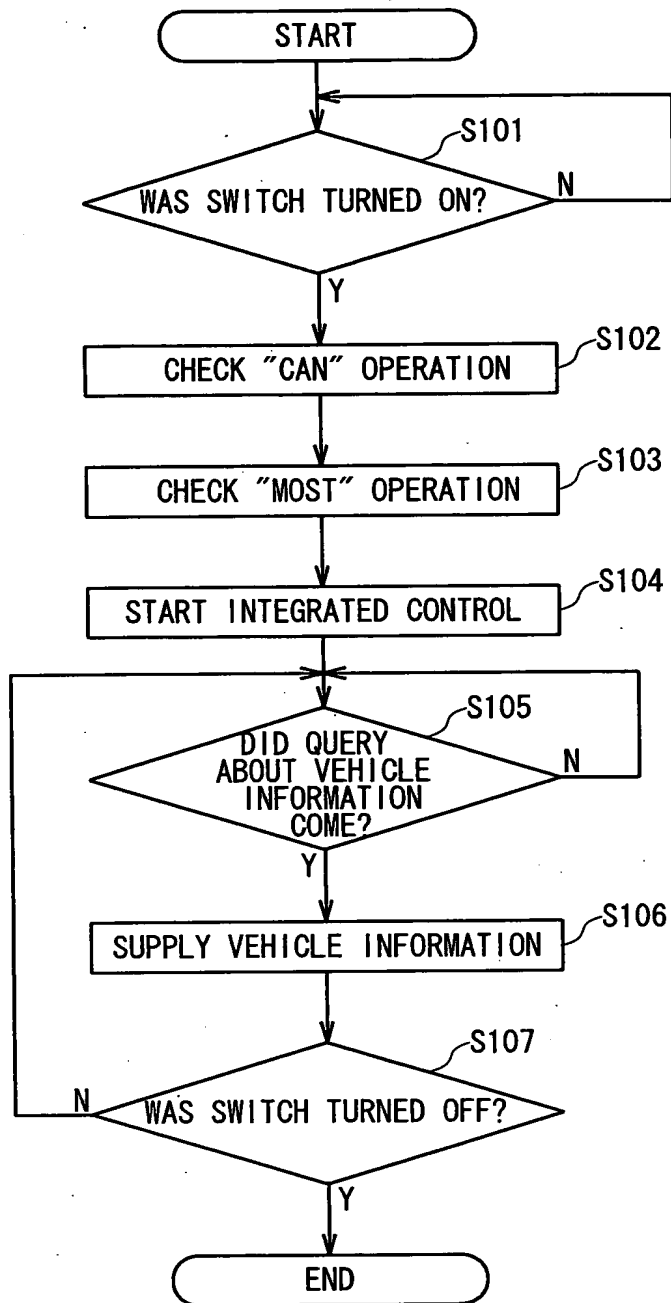 START
S101
WAS SWITCH TURNED ON?
N
Y
S102
CHECK "CAN" OPERATION
S103
CHECK "MOST" OPERATION
S104
START INTEGRATED CONTROL
S105
DID QUERY
ABOUT VEHICLE
INFORMATION
COME?
N
Y
S106
SUPPLY VEHICLE INFORMATION
S107
N
WAS SWITCH TURNED OFF?
Y
END